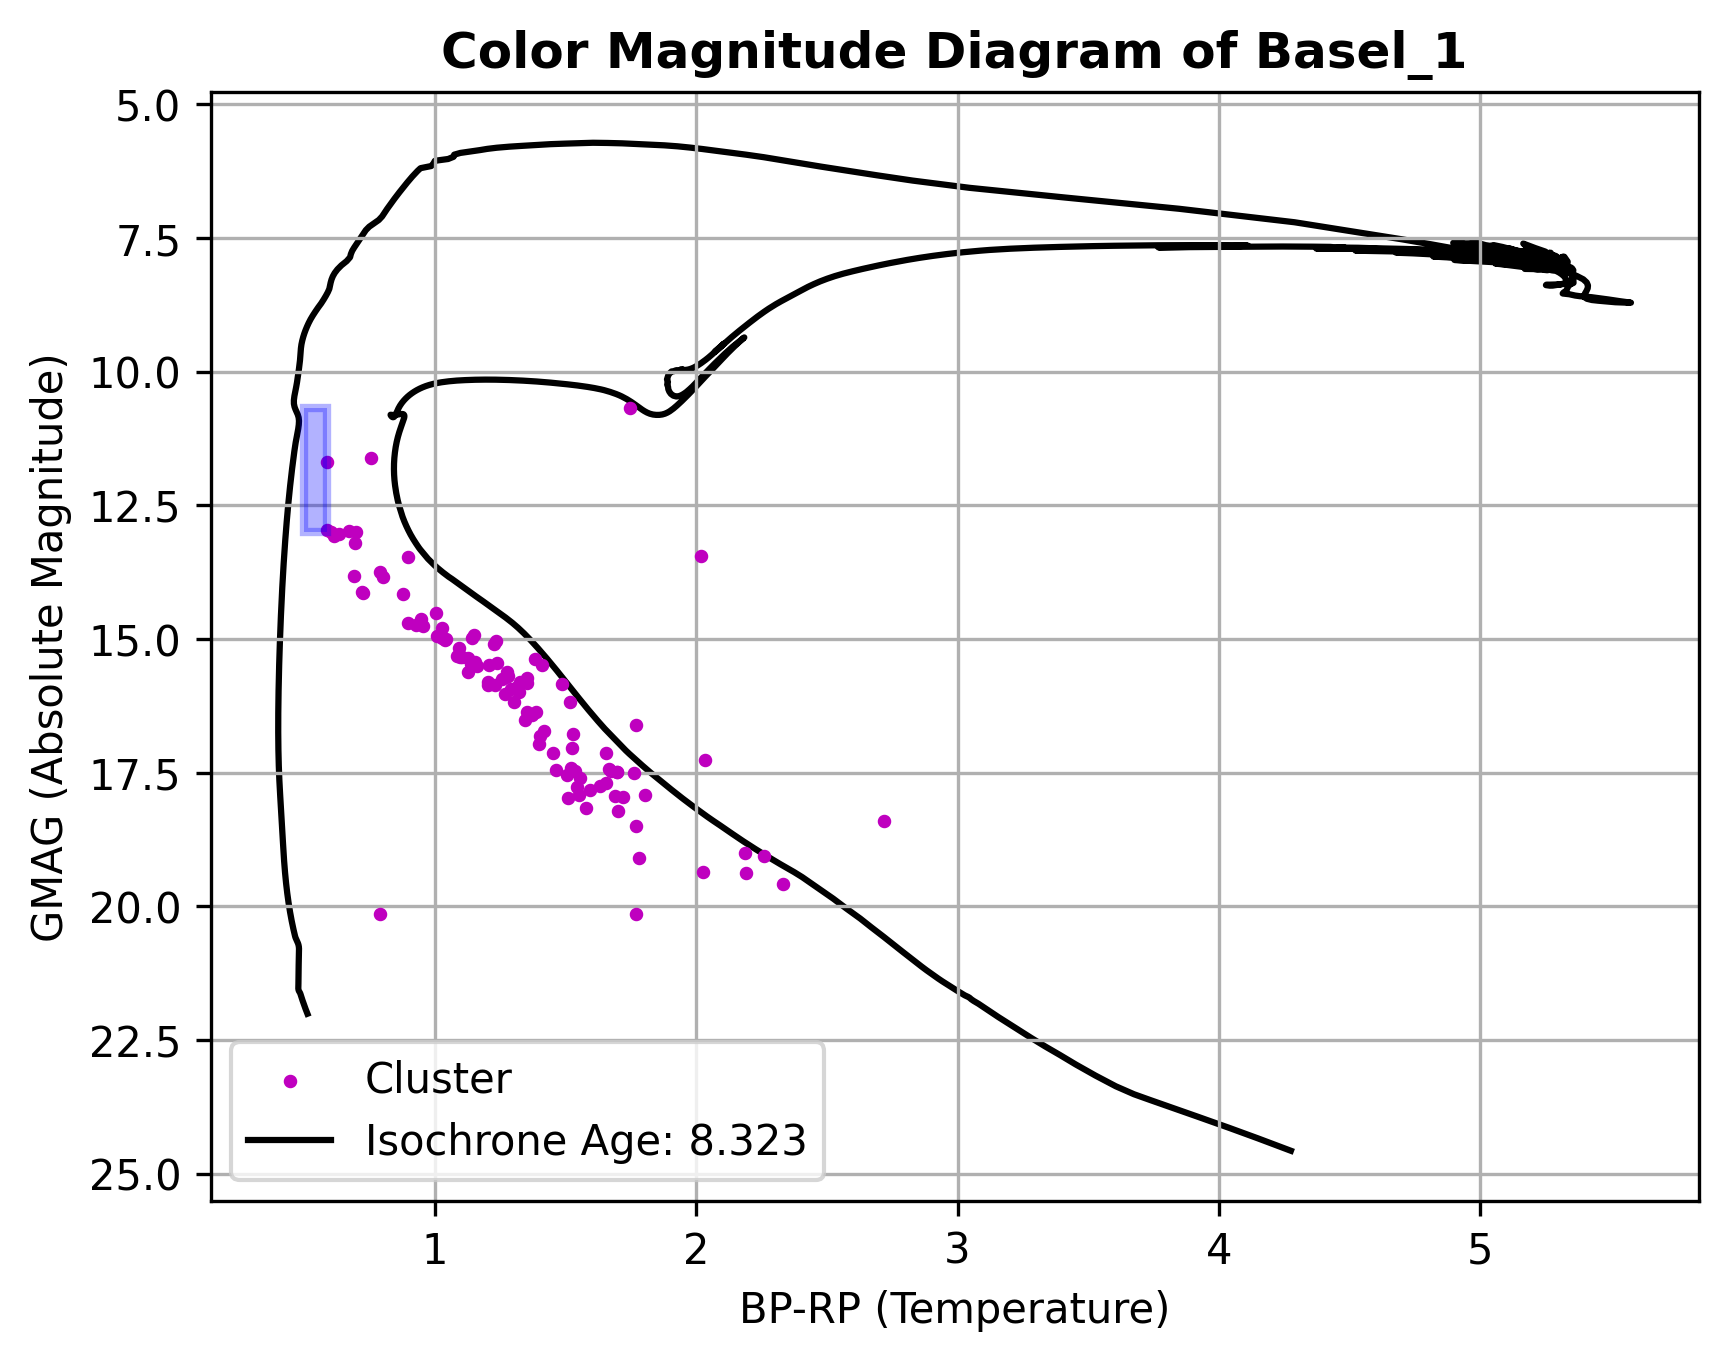 Color Magnitude Diagram of Basel_1
5.0
7.5
10.0
12.5
15.0
17.5
20.0
22.5
25.0
GMAG (Absolute Magnitude)
Cluster
Isochrone Age: 8.323
1
2
3
4
5
BP-RP (Temperature)